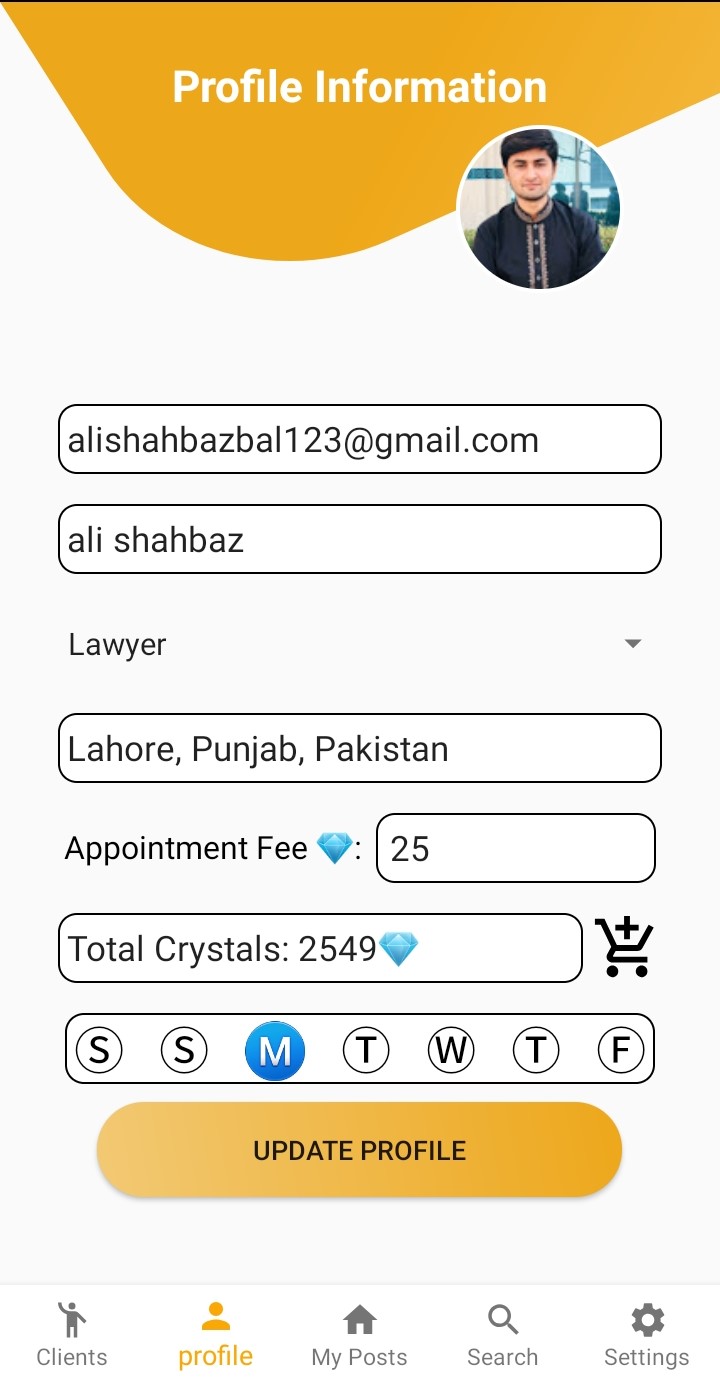 Profile Information
alishahbazbal123@gmail.com
ali shahbaz
Lawyer
Lahore, Punjab, Pakistan
Appointment Fee 💎: 25
Total Crystals: 2549💎
S S M T W T F
UPDATE PROFILE
Clients profile My Posts Search Settings